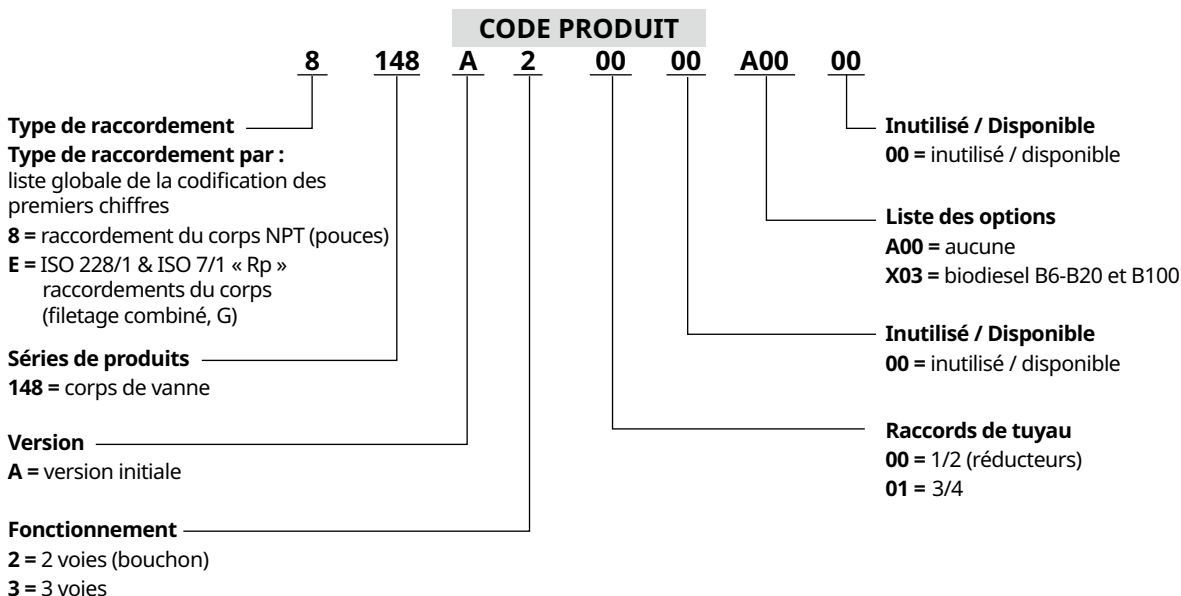 CODE PRODUIT
8 148 A 2 00 00 A00 00
Type de raccordement
Type de raccordement par :
liste globale de la codification des
premiers chiffres
8 = raccordement du corps NPT (pouces)
E = ISO 228/1 & ISO 7/1 « Rp »
raccordements du corps
(filetage combiné, G)
Séries de produits
148 = corps de vanne
Version
A = version initiale
Fonctionnement
2 = 2 voies (bouchon)
3 = 3 voies
Inutilisé / Disponible
00 = inutilisé / disponible
Liste des options
A00 = aucune
X03 = biodiesel B6-B20 et B100
Inutilisé / Disponible
00 = inutilisé / disponible
Raccords de tuyau
00 = 1/2 (réducteurs)
01 = 3/4